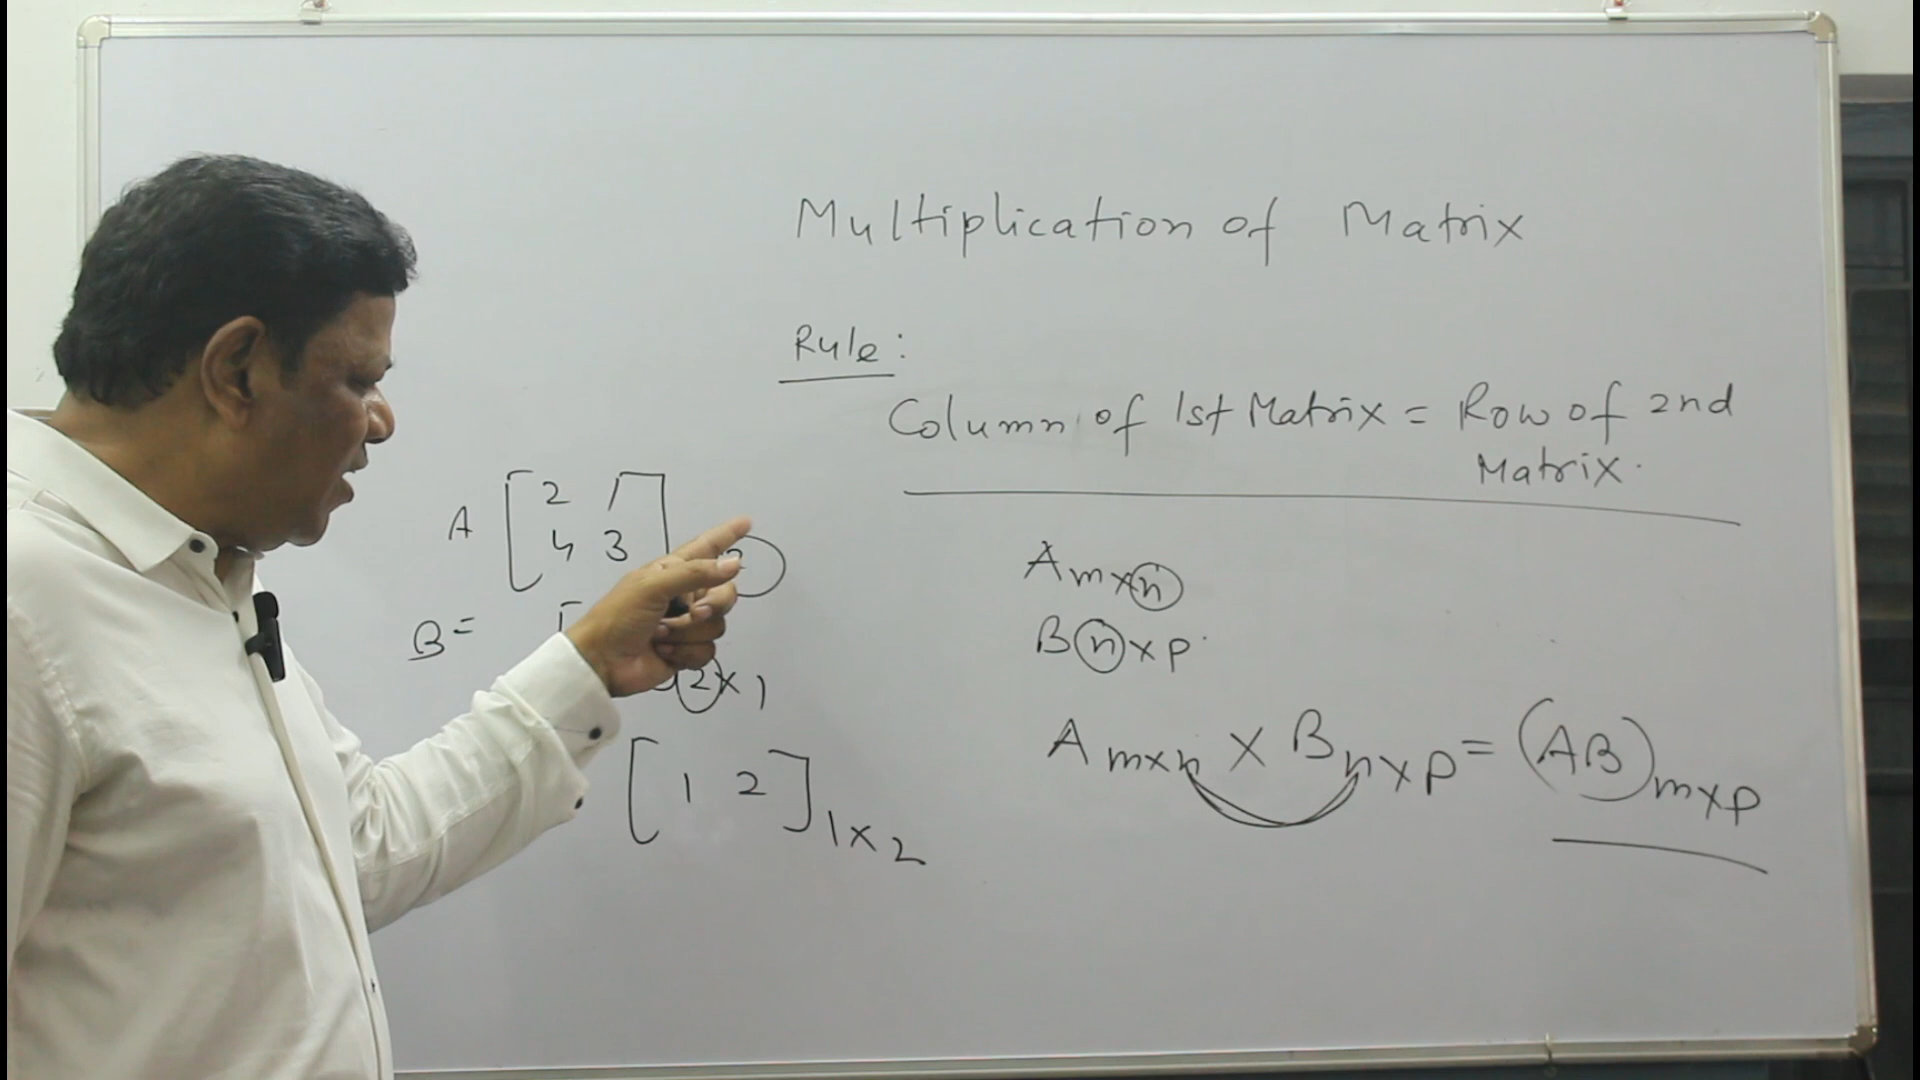 Multiplication of Matrix
Rule:
Column of 1st Matrix = Row of 2nd
Matrix.
A [ 2 1 ]
4 3
2
B =
2 x 1
[ 1 2 ] 1 x 2
A m x n
B n x p
A m x n X B n x p = (AB) m x p